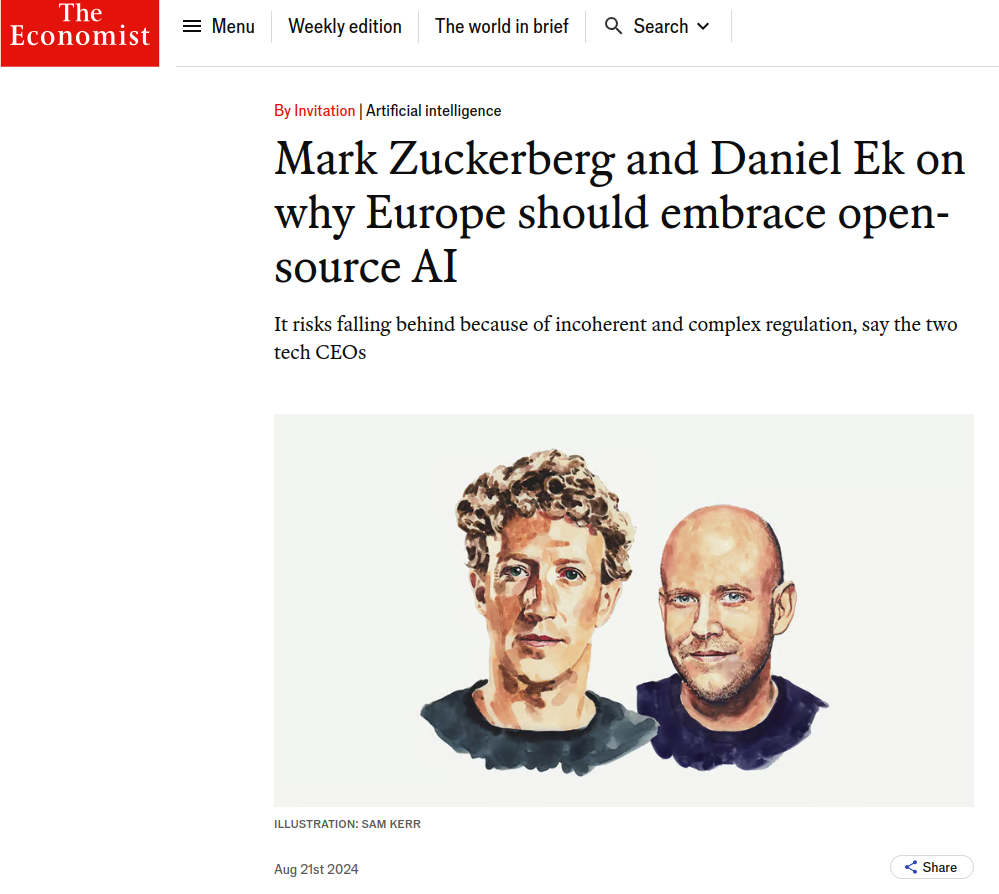 The
Economist
Menu
Weekly edition
The world in brief
Search
By Invitation | Artificial intelligence
Mark Zuckerberg and Daniel Ek on
why Europe should embrace open-
source AI
It risks falling behind because of incoherent and complex regulation, say the two
tech CEOs
ILLUSTRATION: SAM KERR
Aug 21st 2024
Share